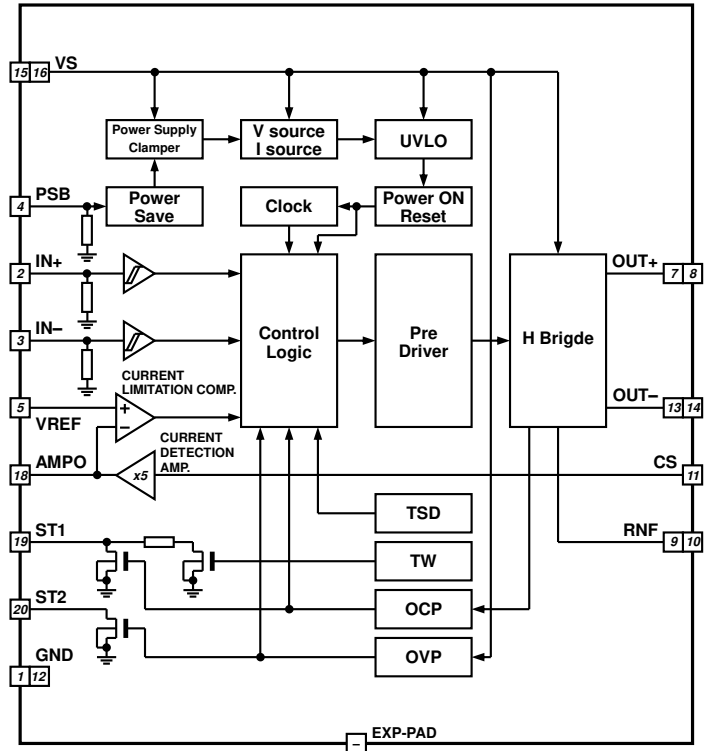 15 16 VS
Power Supply
Clamper
V source
I source
UVLO
4 PSB
Power
Save
Clock
Power ON
Reset
2 IN+
OUT+ 7 8
3 IN–
Control
Logic
Pre
Driver
H Brigde
CURRENT
LIMITATION COMP.
5 VREF
+
–
OUT– 13 14
CURRENT
DETECTION
AMP.
18 AMPO
x5
CS 11
TSD
19 ST1
RNF 9 10
TW
20 ST2
OCP
OVP
GND
1 12
EXP-PAD
–